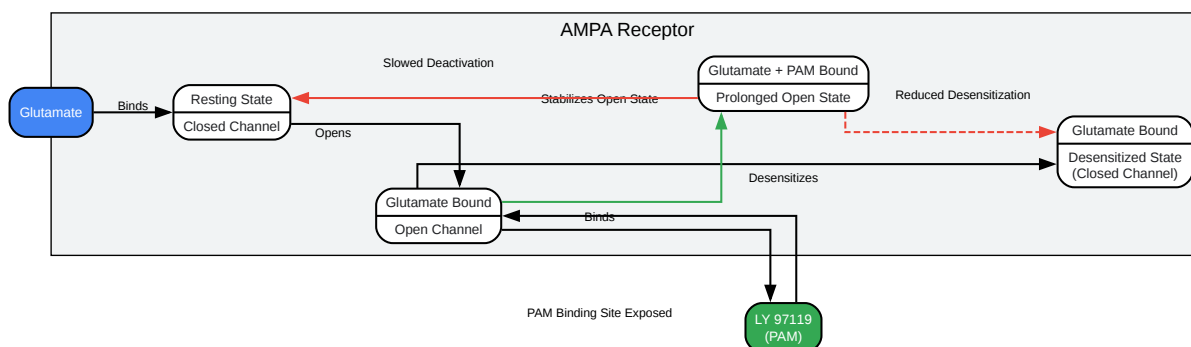 AMPA Receptor
Slowed Deactivation
Glutamate + PAM Bound
Prolonged Open State
Reduced Desensitization
Glutamate
Binds
Resting State
Closed Channel
Stabilizes Open State
Opens
Glutamate Bound
Desensitized State
(Closed Channel)
Desensitizes
Glutamate Bound
Open Channel
Binds
PAM Binding Site Exposed
LY 97119
(PAM)